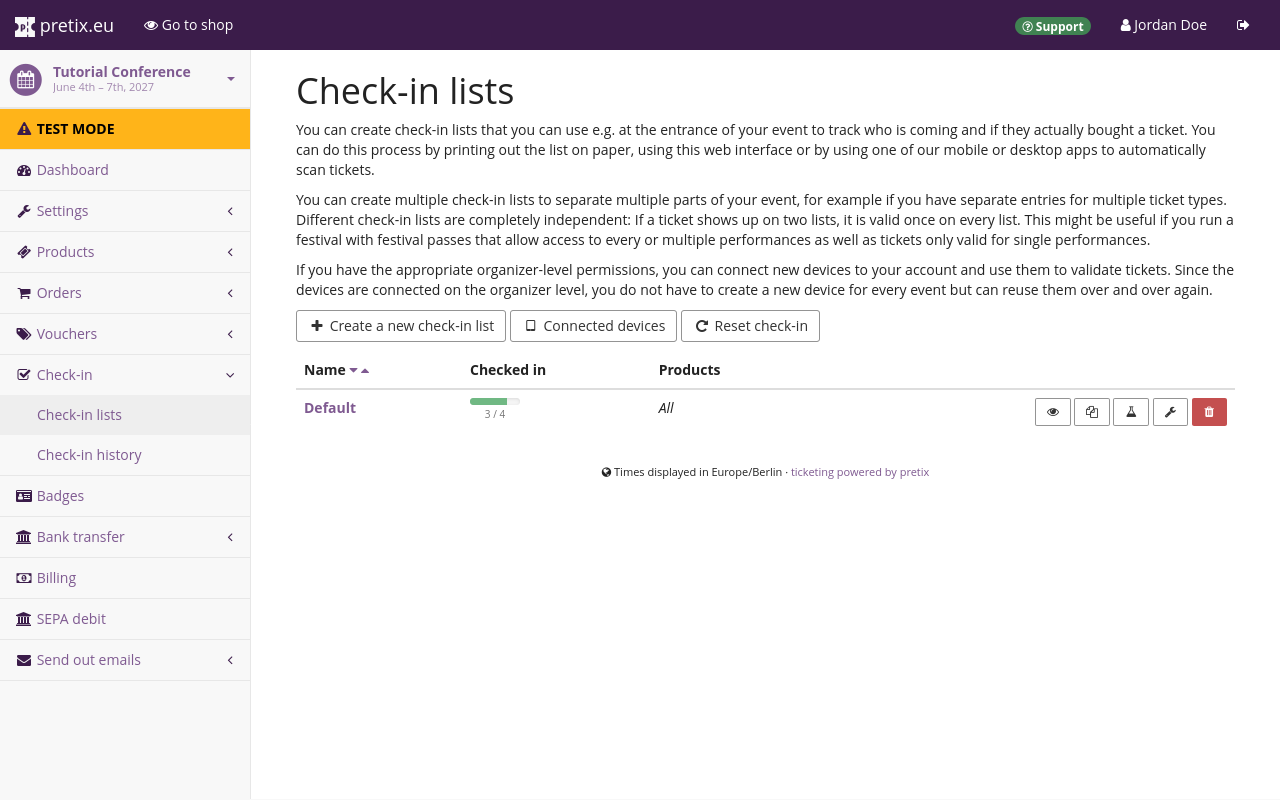 pretix.eu
Go to shop
Support
Jordan Doe
Tutorial Conference
June 4th – 7th, 2027
TEST MODE
Dashboard
Settings
Products
Orders
Vouchers
Check-in
Check-in lists
Check-in history
Badges
Bank transfer
Billing
SEPA debit
Send out emails
Check-in lists
You can create check-in lists that you can use e.g. at the entrance of your event to track who is coming and if they actually bought a ticket. You
can do this process by printing out the list on paper, using this web interface or by using one of our mobile or desktop apps to automatically
scan tickets.
You can create multiple check-in lists to separate multiple parts of your event, for example if you have separate entries for multiple ticket types.
Different check-in lists are completely independent: If a ticket shows up on two lists, it is valid once on every list. This might be useful if you run a
festival with festival passes that allow access to every or multiple performances as well as tickets only valid for single performances.
If you have the appropriate organizer-level permissions, you can connect new devices to your account and use them to validate tickets. Since the
devices are connected on the organizer level, you do not have to create a new device for every event but can reuse them over and over again.
Create a new check-in list
Connected devices
Reset check-in
Name
Checked in
Products
Default
3 / 4
All
Times displayed in Europe/Berlin · ticketing powered by pretix